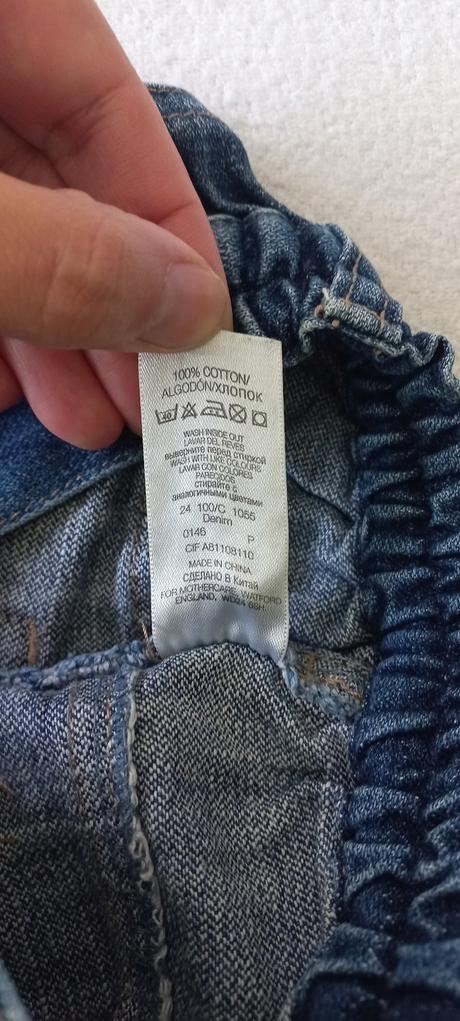 100% COTTON/
ALGODÓN/ХЛОПОК
WASH INSIDE OUT
LAVAR DEL REVES
выверните перед стиркой
WASH WITH LIKE COLOURS
LAVAR CON COLORES
PARECIDOS
стирайте с
аналогичными цветами
24 100/C 1055
Denim
0146 P
CIF A81108110
MADE IN CHINA
СДЕЛАНО В Китай
FOR MOTHERCARE, WATFORD
ENGLAND, WD24 6SH